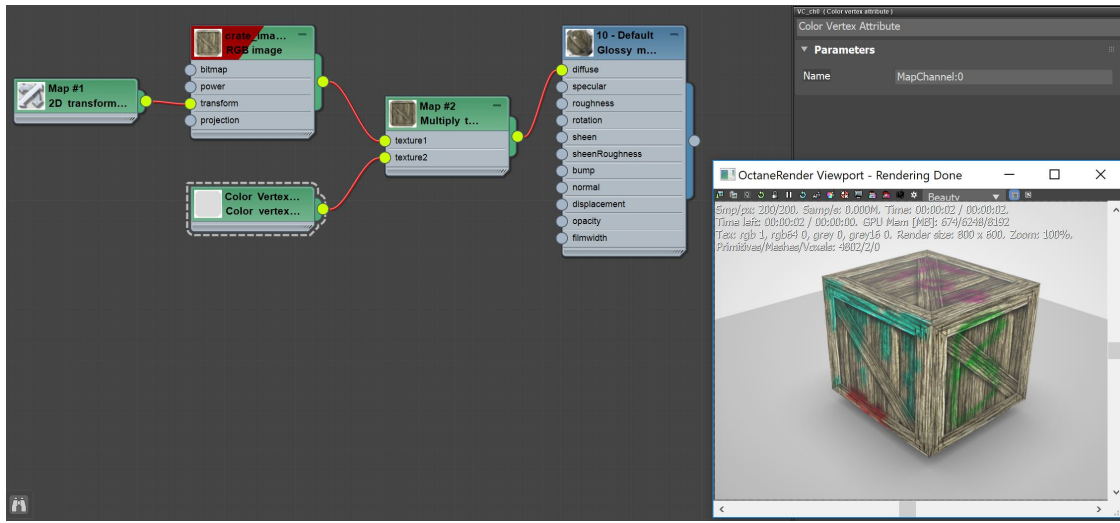 crate_ima...
RGB image
bitmap
power
transform
projection
Map #1
2D transform...
Color Vertex...
Color vertex...
Map #2
Multiply t...
texture1
texture2
10 - Default
Glossy m...
diffuse
specular
roughness
rotation
sheen
sheenRoughness
bump
normal
displacement
opacity
filmwidth
VC_ch0 ( Color vertex attribute )
Color Vertex Attribute
Parameters
Name MapChannel:0
OctaneRender Viewport - Rendering Done
Beauty
Smp/px: 200/200. Samp/s: 0.000M. Time: 00:00:02 / 00:00:02.
Time left: 00:00:02 / 00:00:00. GPU Mem [MB]: 674/6248/8192
Tex: rgb 1, rgb64 0, grey 0, grey16 0. Render size: 800 x 600. Zoom: 100%.
Primitives/Meshes/Voxels: 4802/2/0